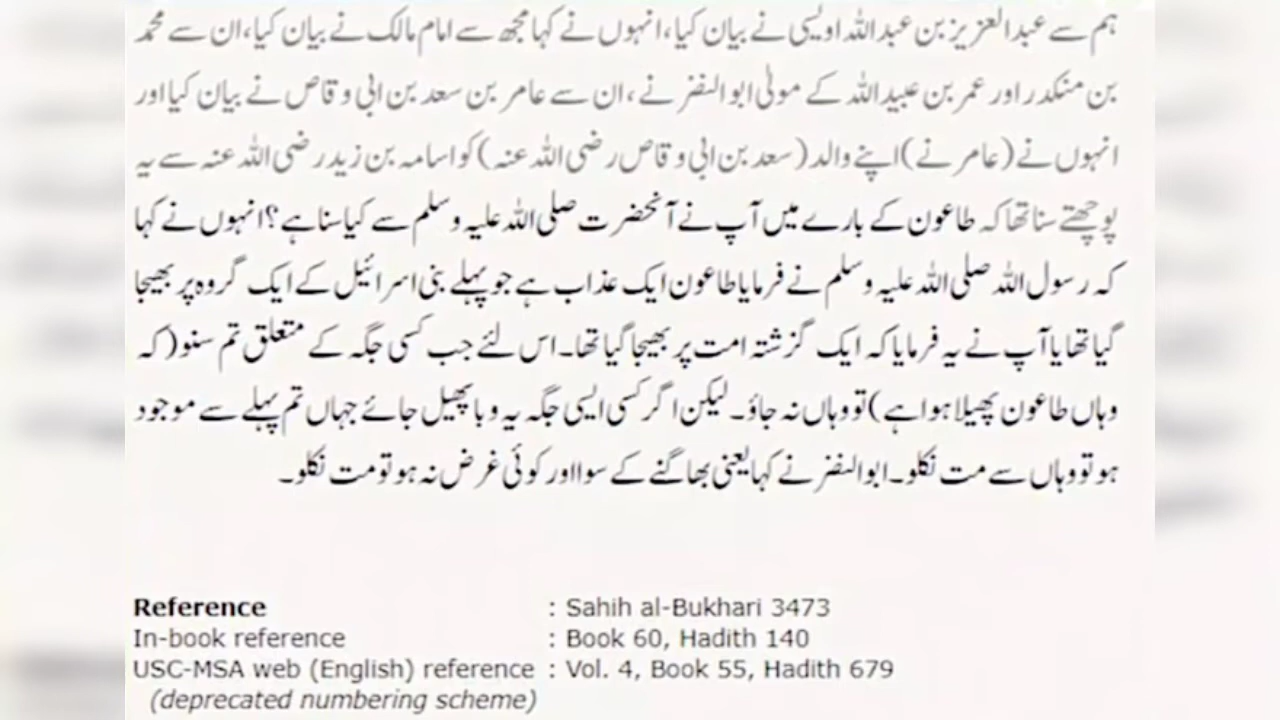 ہم سے عبدالعزیز بن عبداللہ اویسی نے بیان کیا، انہوں نے کہا مجھ سے امام مالک نے بیان کیا، ان سے محمد
بن منکدر اور عمر بن عبیداللہ کے مولیٰ ابوالنضر نے، ان سے عامر بن سعد بن ابی وقاص نے بیان کیا اور
انہوں نے (عامر نے) اپنے والد (سعد بن ابی وقاص رضی اللہ عنہ) کو اسامہ بن زید رضی اللہ عنہ سے یہ
پوچھتے سنا تھا کہ طاعون کے بارے میں آپ نے آنحضرت صلی اللہ علیہ وسلم سے کیا سنا ہے؟ انہوں نے کہا
کہ رسول اللہ صلی اللہ علیہ وسلم نے فرمایا طاعون ایک عذاب ہے جو پہلے بنی اسرائیل کے ایک گروہ پر بھیجا
گیا تھا یا آپ نے یہ فرمایا کہ ایک گزشتہ امت پر بھیجا گیا تھا۔ اس لئے جب کسی جگہ کے متعلق تم سنو (کہ
وہاں طاعون پھیلا ہوا ہے) تو وہاں نہ جاؤ۔ لیکن اگر کسی ایسی جگہ یہ وبا پھیل جائے جہاں تم پہلے سے موجود
ہو تو وہاں سے مت نکلو۔ ابوالنضر نے کہا یعنی بھاگنے کے سوا اور کوئی غرض نہ ہو تو مت نکلو۔
Reference : Sahih al-Bukhari 3473
In-book reference : Book 60, Hadith 140
USC-MSA web (English) reference : Vol. 4, Book 55, Hadith 679
(deprecated numbering scheme)